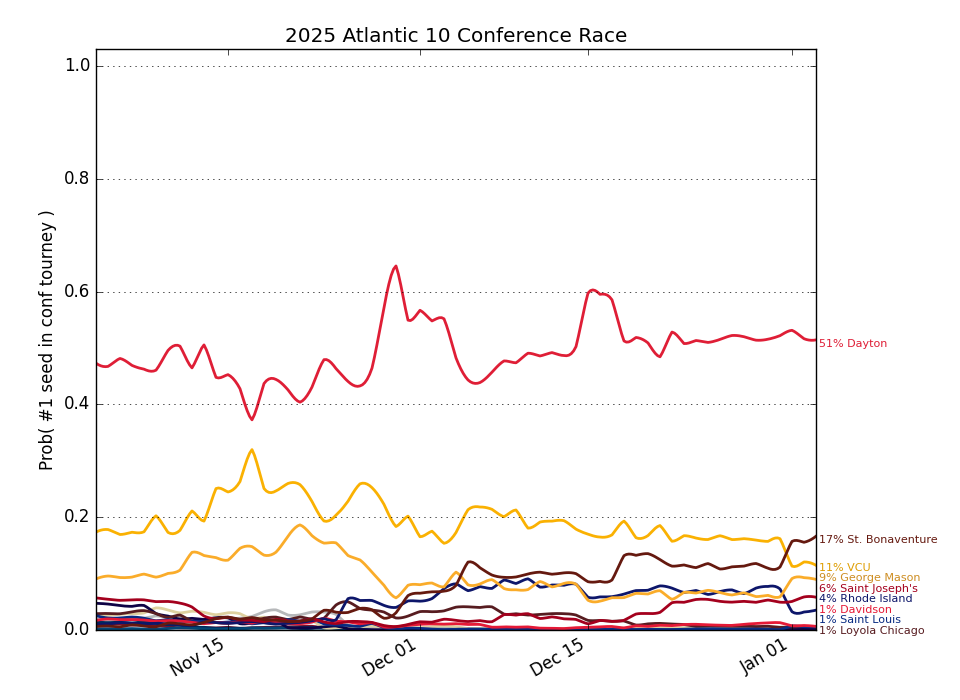 2025 Atlantic 10 Conference Race
Prob( #1 seed in conf tourney )
1.0
0.8
0.6
0.4
0.2
0.0
Nov 15
Dec 01
Dec 15
Jan 01
51% Dayton
17% St. Bonaventure
11% VCU
9% George Mason
6% Saint Joseph's
4% Rhode Island
1% Davidson
1% Saint Louis
1% Loyola Chicago